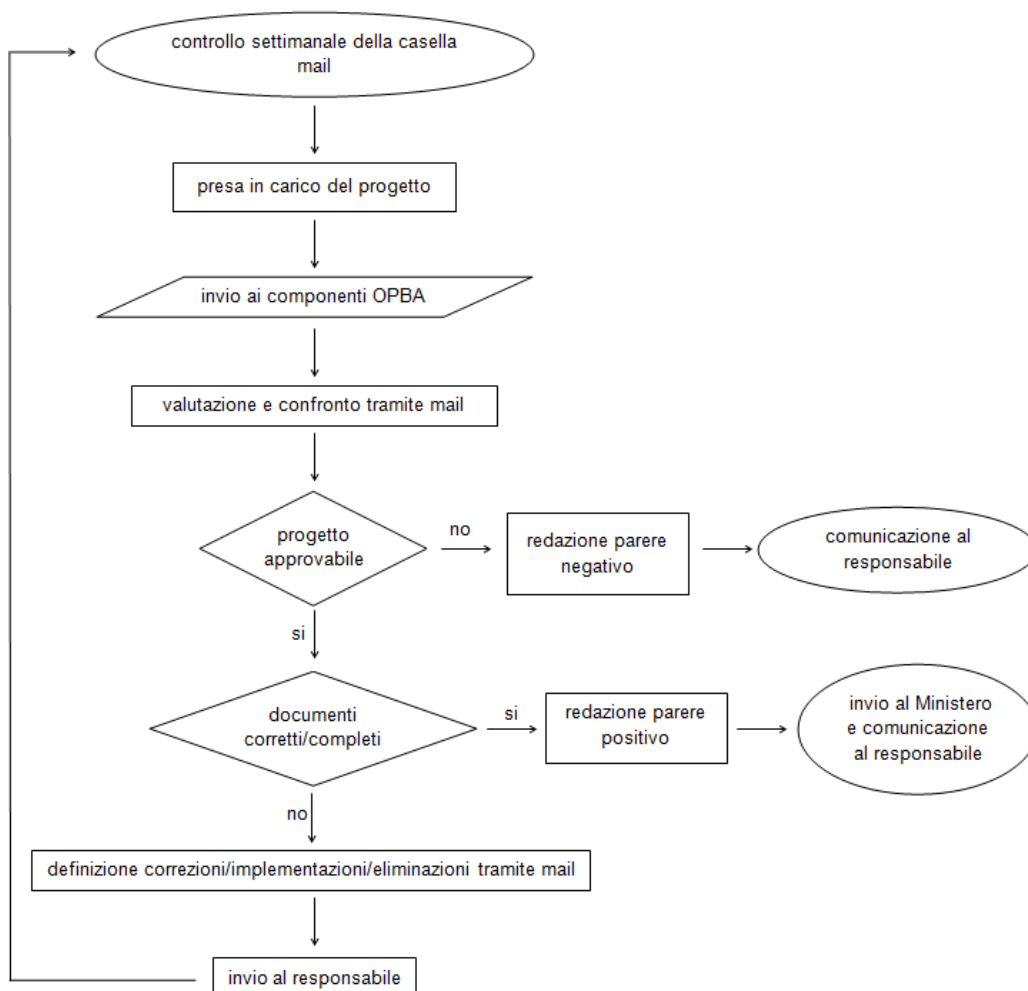 controllo settimanale della casella
mail
presa in carico del progetto
invio ai componenti OPBA
valutazione e confronto tramite mail
progetto
approvabile
no
redazione parere
negativo
comunicazione al
responsabile
si
documenti
corretti/completi
si
redazione parere
positivo
invio al Ministero
e comunicazione
al responsabile
no
definizione correzioni/implementazioni/eliminazioni tramite mail
invio al responsabile